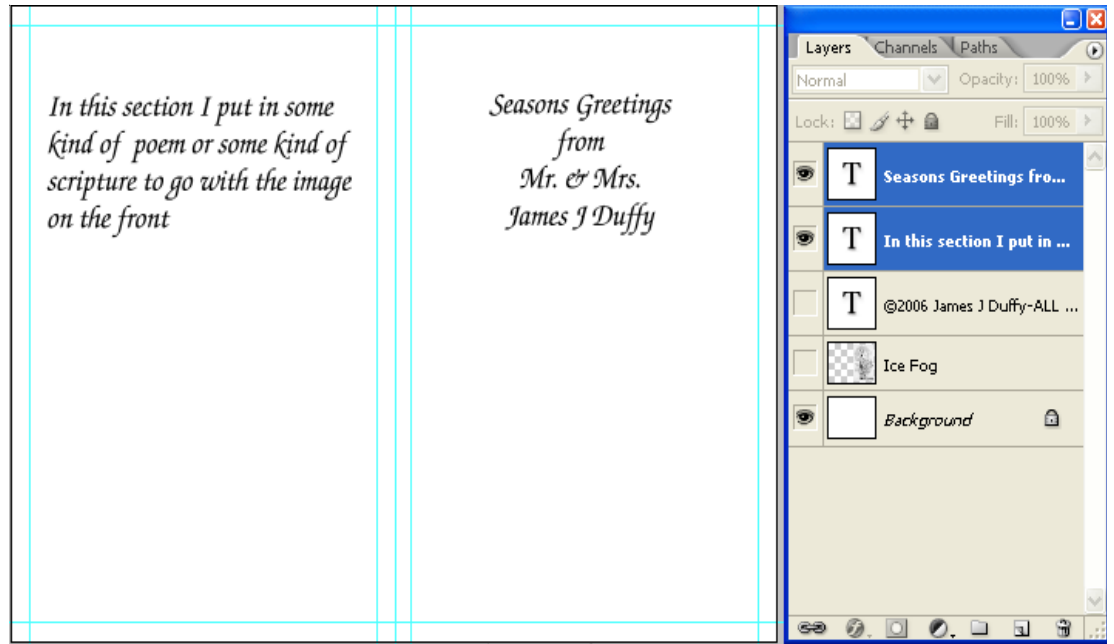 In this section I put in some
kind of  poem or some kind of
scripture to go with the image
on the front
Seasons Greetings
from
Mr. & Mrs.
James J Duffy
Layers Channels Paths
Normal Opacity: 100%
Lock: Fill: 100%
T Seasons Greetings fro...
T In this section I put in ...
T ©2006 James J Duffy-ALL ...
Ice Fog
Background